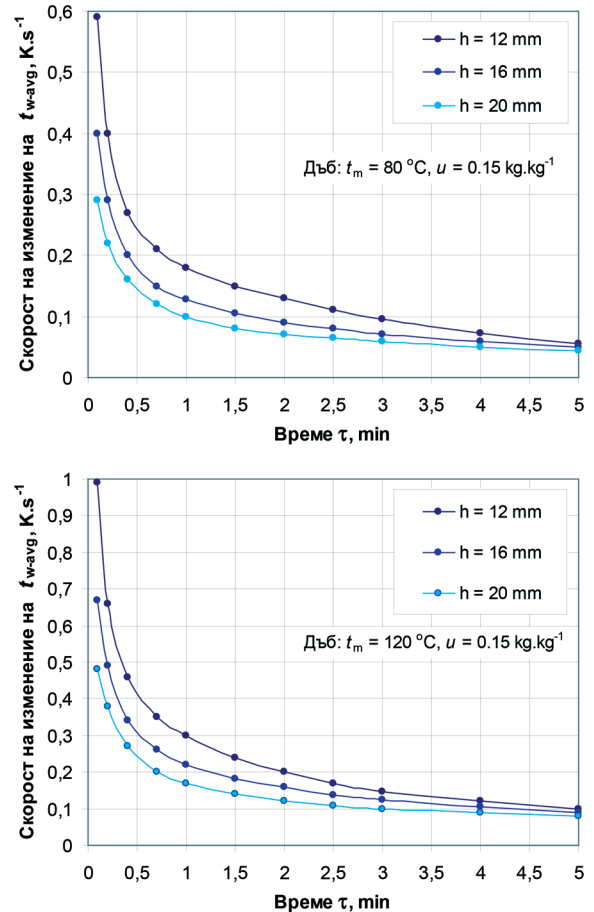 Скорост на изменение на t w-avg, K.s-1
0,6
0,5
0,4
0,3
0,2
0,1
0
h = 12 mm
h = 16 mm
h = 20 mm
Дъб: tm = 80 oC, u = 0.15 kg.kg-1
0 0,5 1 1,5 2 2,5 3 3,5 4 4,5 5
Време τ, min
Скорост на изменение на t w-avg, K.s-1
1
0,9
0,8
0,7
0,6
0,5
0,4
0,3
0,2
0,1
0
h = 12 mm
h = 16 mm
h = 20 mm
Дъб: tm = 120 oC, u = 0.15 kg.kg-1
0 0,5 1 1,5 2 2,5 3 3,5 4 4,5 5
Време τ, min